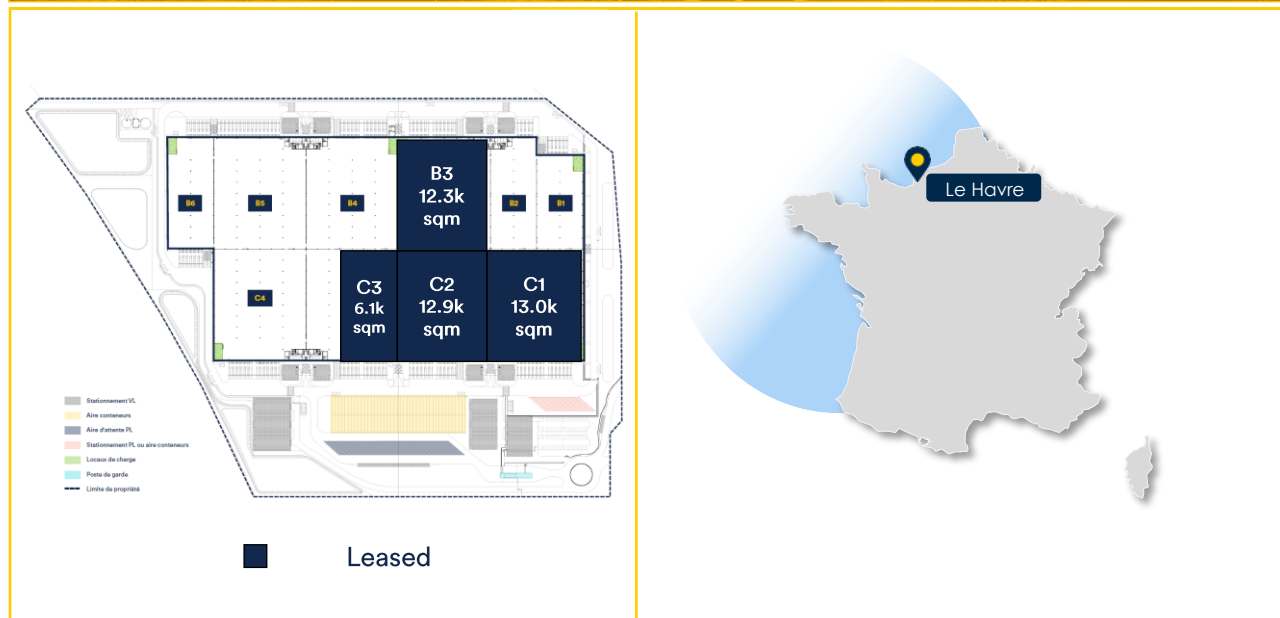 B3
12.3k
sqm
B6
B5
B4
B2
B1
C4
C3
6.1k
sqm
C2
12.9k
sqm
C1
13.0k
sqm
Stationnement VL
Aire conteneurs
Aire d'attente PL
Stationnement PL ou aire conteneurs
Locaux de charge
Poste de garde
Limite de propriété
Leased
Le Havre